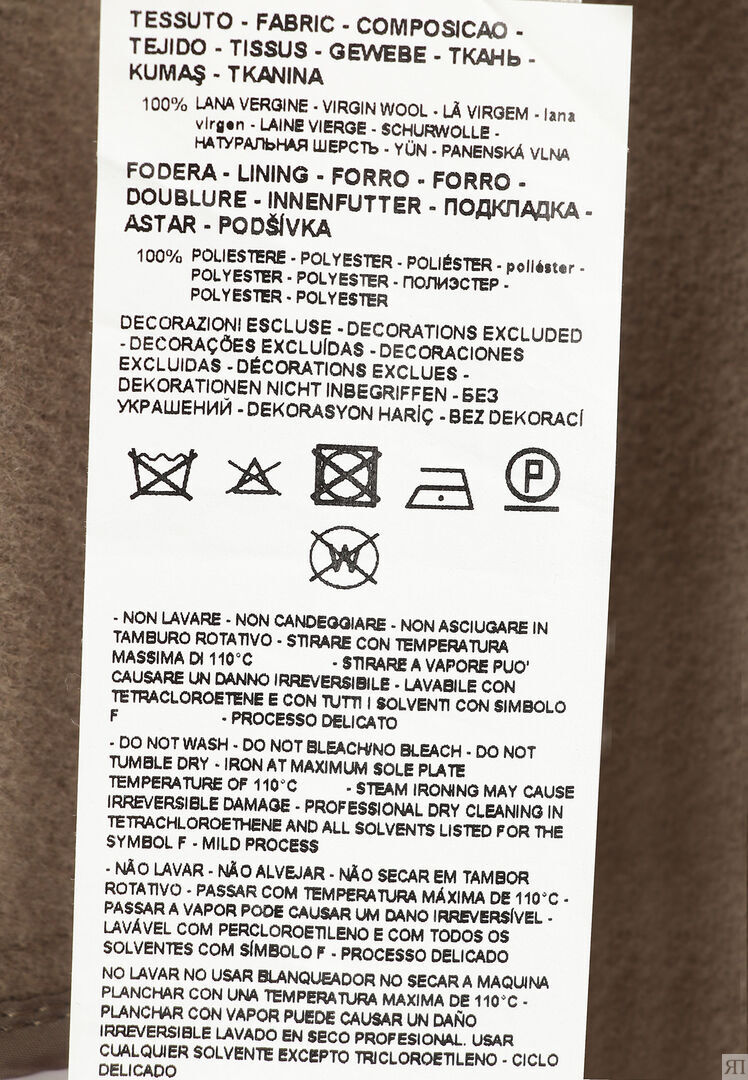 TESSUTO - FABRIC - COMPOSICAO -
TEJIDO - TISSUS - GEWEBE - ТКАНЬ -
KUMAŞ - TKANINA
100% LANA VERGINE - VIRGIN WOOL - LÃ VIRGEM - lana
virgen - LAINE VIERGE - SCHURWOLLE -
НАТУРАЛЬНАЯ ШЕРСТЬ - YÜN - PANENSKÁ VLNA
FODERA - LINING - FORRO - FORRO -
DOUBLURE - INNENFUTTER - ПОДКЛАДКА -
ASTAR - PODŠÍVKA
100% POLIESTERE - POLYESTER - POLIÉSTER - poliéster -
POLYESTER - POLYESTER - ПОЛИЭСТЕР -
POLYESTER - POLYESTER
DECORAZIONI ESCLUSE - DECORATIONS EXCLUDED
- DECORAÇÕES EXCLUÍDAS - DECORACIONES
EXCLUIDAS - DÉCORATIONS EXCLUES -
DEKORATIONEN NICHT INBEGRIFFEN - БЕЗ
УКРАШЕНИЙ - DEKORASYON HARİÇ - BEZ DEKORACÍ
P
W
- NON LAVARE - NON CANDEGGIARE - NON ASCIUGARE IN
TAMBURO ROTATIVO - STIRARE CON TEMPERATURA
MASSIMA DI 110°C - STIRARE A VAPORE PUO'
CAUSARE UN DANNO IRREVERSIBILE - LAVABILE CON
TETRACLOROETENE E CON TUTTI I SOLVENTI CON SIMBOLO
F - PROCESSO DELICATO
- DO NOT WASH - DO NOT BLEACH/NO BLEACH - DO NOT
TUMBLE DRY - IRON AT MAXIMUM SOLE PLATE
TEMPERATURE OF 110°C - STEAM IRONING MAY CAUSE
IRREVERSIBLE DAMAGE - PROFESSIONAL DRY CLEANING IN
TETRACHLOROETHENE AND ALL SOLVENTS LISTED FOR THE
SYMBOL F - MILD PROCESS
- NÃO LAVAR - NÃO ALVEJAR - NÃO SECAR EM TAMBOR
ROTATIVO - PASSAR COM TEMPERATURA MÁXIMA DE 110°C -
PASSAR A VAPOR PODE CAUSAR UM DANO IRREVERSÍVEL -
LAVÁVEL COM PERCLOROETILENO E COM TODOS OS
SOLVENTES COM SÍMBOLO F - PROCESSO DELICADO
NO LAVAR NO USAR BLANQUEADOR NO SECAR A MAQUINA
PLANCHAR CON UNA TEMPERATURA MAXIMA DE 110°C -
PLANCHAR CON VAPOR PUEDE CAUSAR UN DAÑO
IRREVERSIBLE LAVADO EN SECO PROFESIONAL. USAR
CUALQUIER SOLVENTE EXCEPTO TRICLOROETILENO - CICLO
DELICADO
ЯП